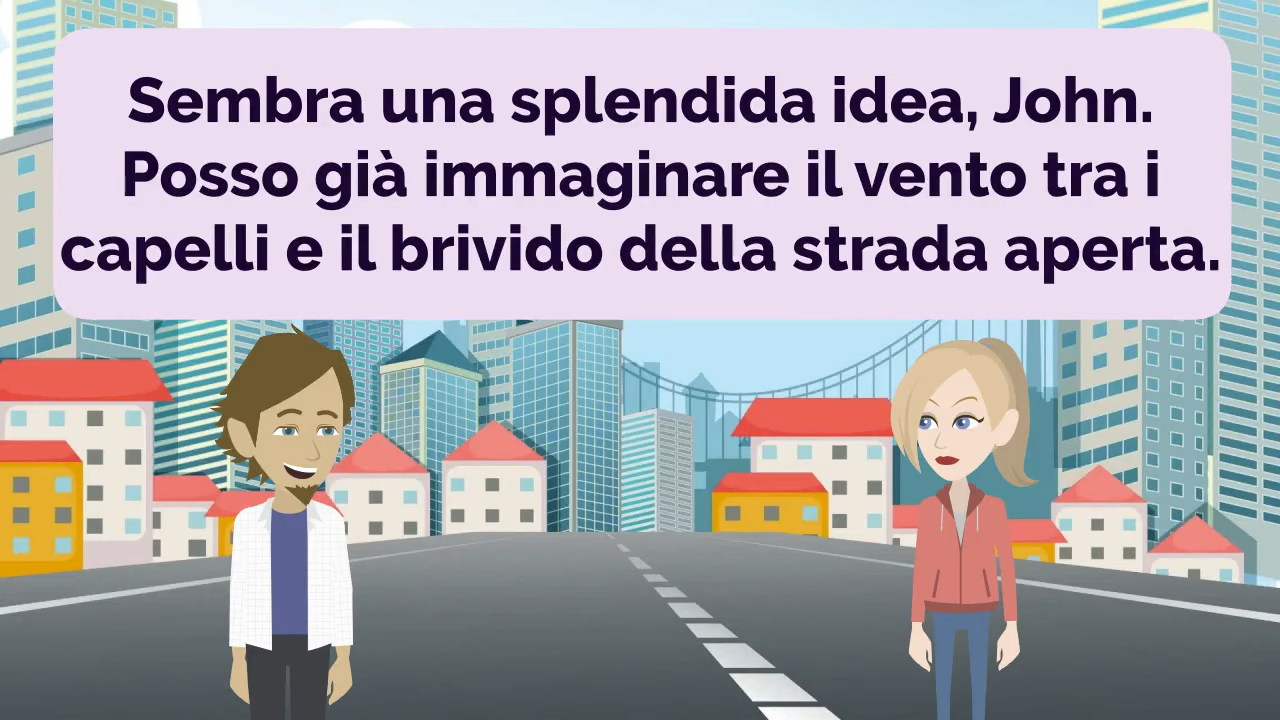 Sembra una splendida idea, John.
Posso già immaginare il vento tra i
capelli e il brivido della strada aperta.